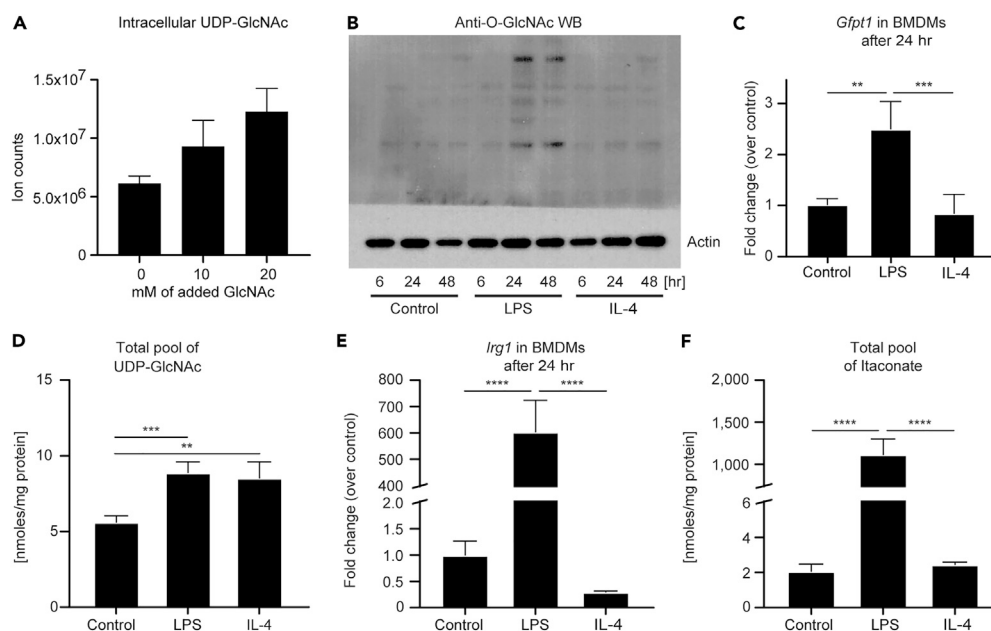 A
Intracellular UDP-GlcNAc
Ion counts
1.5x10⁷
1.0x10⁷
5.0x10⁶
0
0 10 20
mM of added GlcNAc
B
Anti-O-GlcNAc WB
Actin
6 24 48 6 24 48 6 24 48 [hr]
Control LPS IL-4
C
Gfpt1 in BMDMs
after 24 hr
** ***
Fold change (over control)
3
2
1
0
Control LPS IL-4
D
Total pool of
UDP-GlcNAc
[nmoles/mg protein]
15
10
5
0
***
**
Control LPS IL-4
E
Irg1 in BMDMs
after 24 hr
**** ****
Fold change (over control)
800
700
600
500
400
2.0
1.5
1.0
0.5
0
Control LPS IL-4
F
Total pool
of Itaconate
**** ****
[nmoles/mg protein]
2,000
1,500
1,000
6
4
2
0
Control LPS IL-4